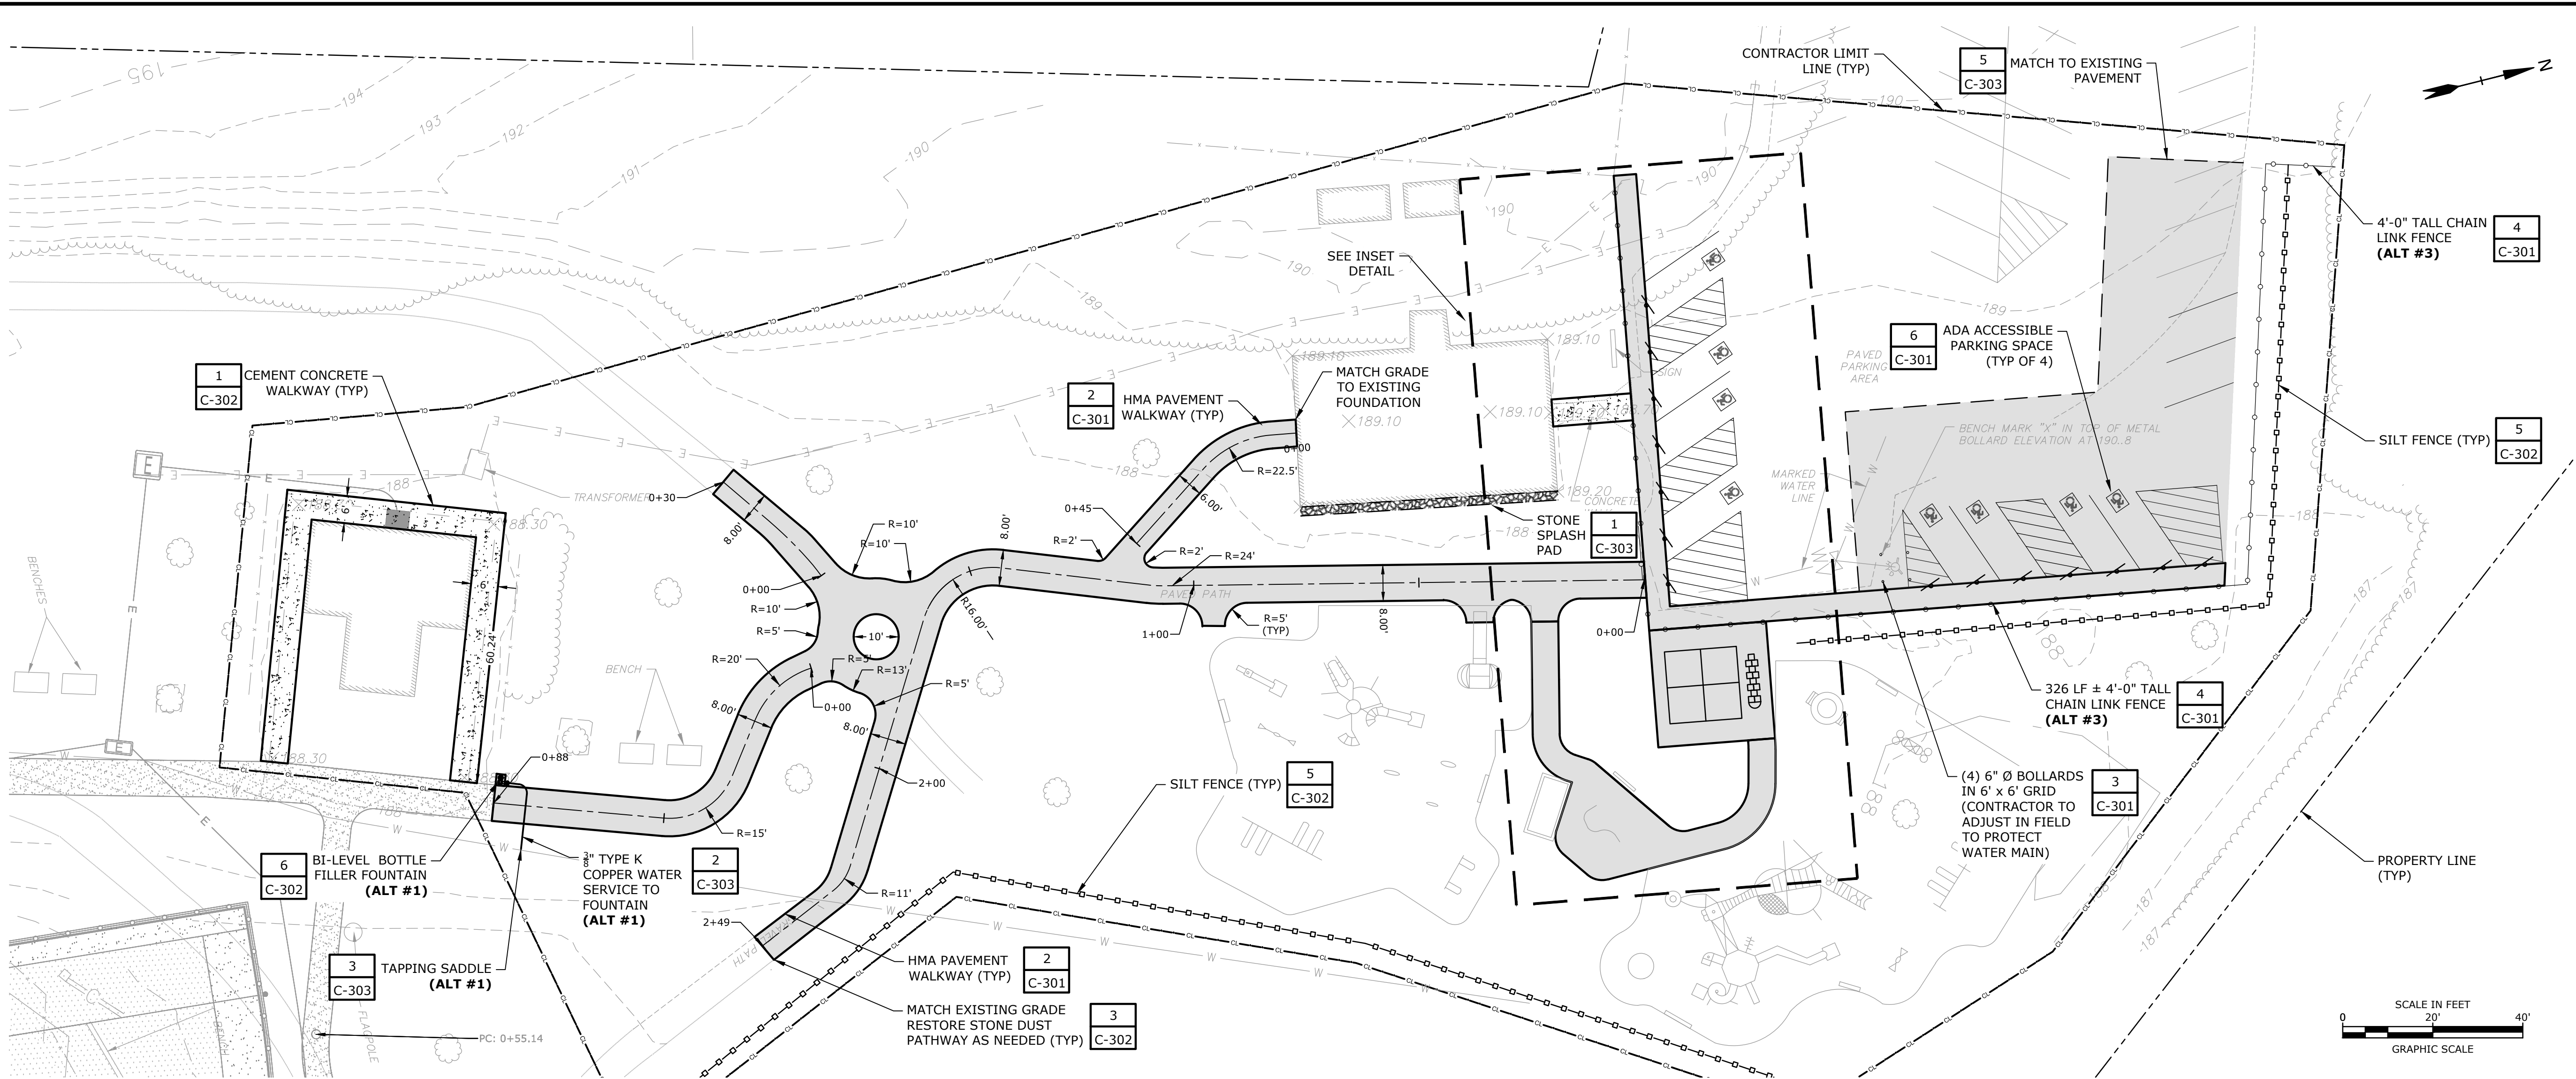 195
194
193
192
191
190
190
190
190
190
189
189
188
188
188
188
188
187
187
187
187
CONTRACTOR LIMIT
LINE (TYP)
5
C-303
MATCH TO EXISTING
PAVEMENT
N
4'-0" TALL CHAIN
LINK FENCE
(ALT #3)
4
C-301
SEE INSET
DETAIL
6
C-301
ADA ACCESSIBLE
PARKING SPACE
(TYP OF 4)
PAVED
PARKING
AREA
1
C-302
CEMENT CONCRETE
WALKWAY (TYP)
2
C-301
HMA PAVEMENT
WALKWAY (TYP)
MATCH GRADE
TO EXISTING
FOUNDATION
189.10
189.10
189.10
189.10
189.20
SIGN
BENCH MARK "X" IN TOP OF METAL
BOLLARD ELEVATION AT 190..8
SILT FENCE (TYP)
5
C-302
MARKED
WATER
LINE
TRANSFORMER
0+30
0+00
R=22.5'
6.00'
0+45
CONCRETE
STONE
SPLASH
PAD
1
C-303
188.30
6'
6'
60.24'
8.00'
R=10'
R=10'
8.00'
R=2'
R=2'
R=24'
0+00
R=10'
R=5'
10'
R16.00'
PAVED PATH
1+00
R=5'
(TYP)
8.00'
0+00
BENCHES
BENCH
R=20'
R=5'
R=13'
R=5'
0+00
8.00'
8.00'
188.30
0+88
2+00
R=15'
326 LF ± 4'-0" TALL
CHAIN LINK FENCE
(ALT #3)
4
C-301
SILT FENCE (TYP)
5
C-302
(4) 6" Ø BOLLARDS
IN 6' x 6' GRID
(CONTRACTOR TO
ADJUST IN FIELD
TO PROTECT
WATER MAIN)
3
C-301
6
C-302
BI-LEVEL BOTTLE
FILLER FOUNTAIN
(ALT #1)
3/8" TYPE K
COPPER WATER
SERVICE TO
FOUNTAIN
(ALT #1)
2
C-303
R=11'
2+49
PROPERTY LINE
(TYP)
3
C-303
TAPPING SADDLE
(ALT #1)
HMA PAVEMENT
WALKWAY (TYP)
2
C-301
MATCH EXISTING GRADE
RESTORE STONE DUST
PATHWAY AS NEEDED (TYP)
3
C-302
BENCH
FLAGPOLE
PC: 0+55.14
SCALE IN FEET
0 20' 40'
GRAPHIC SCALE